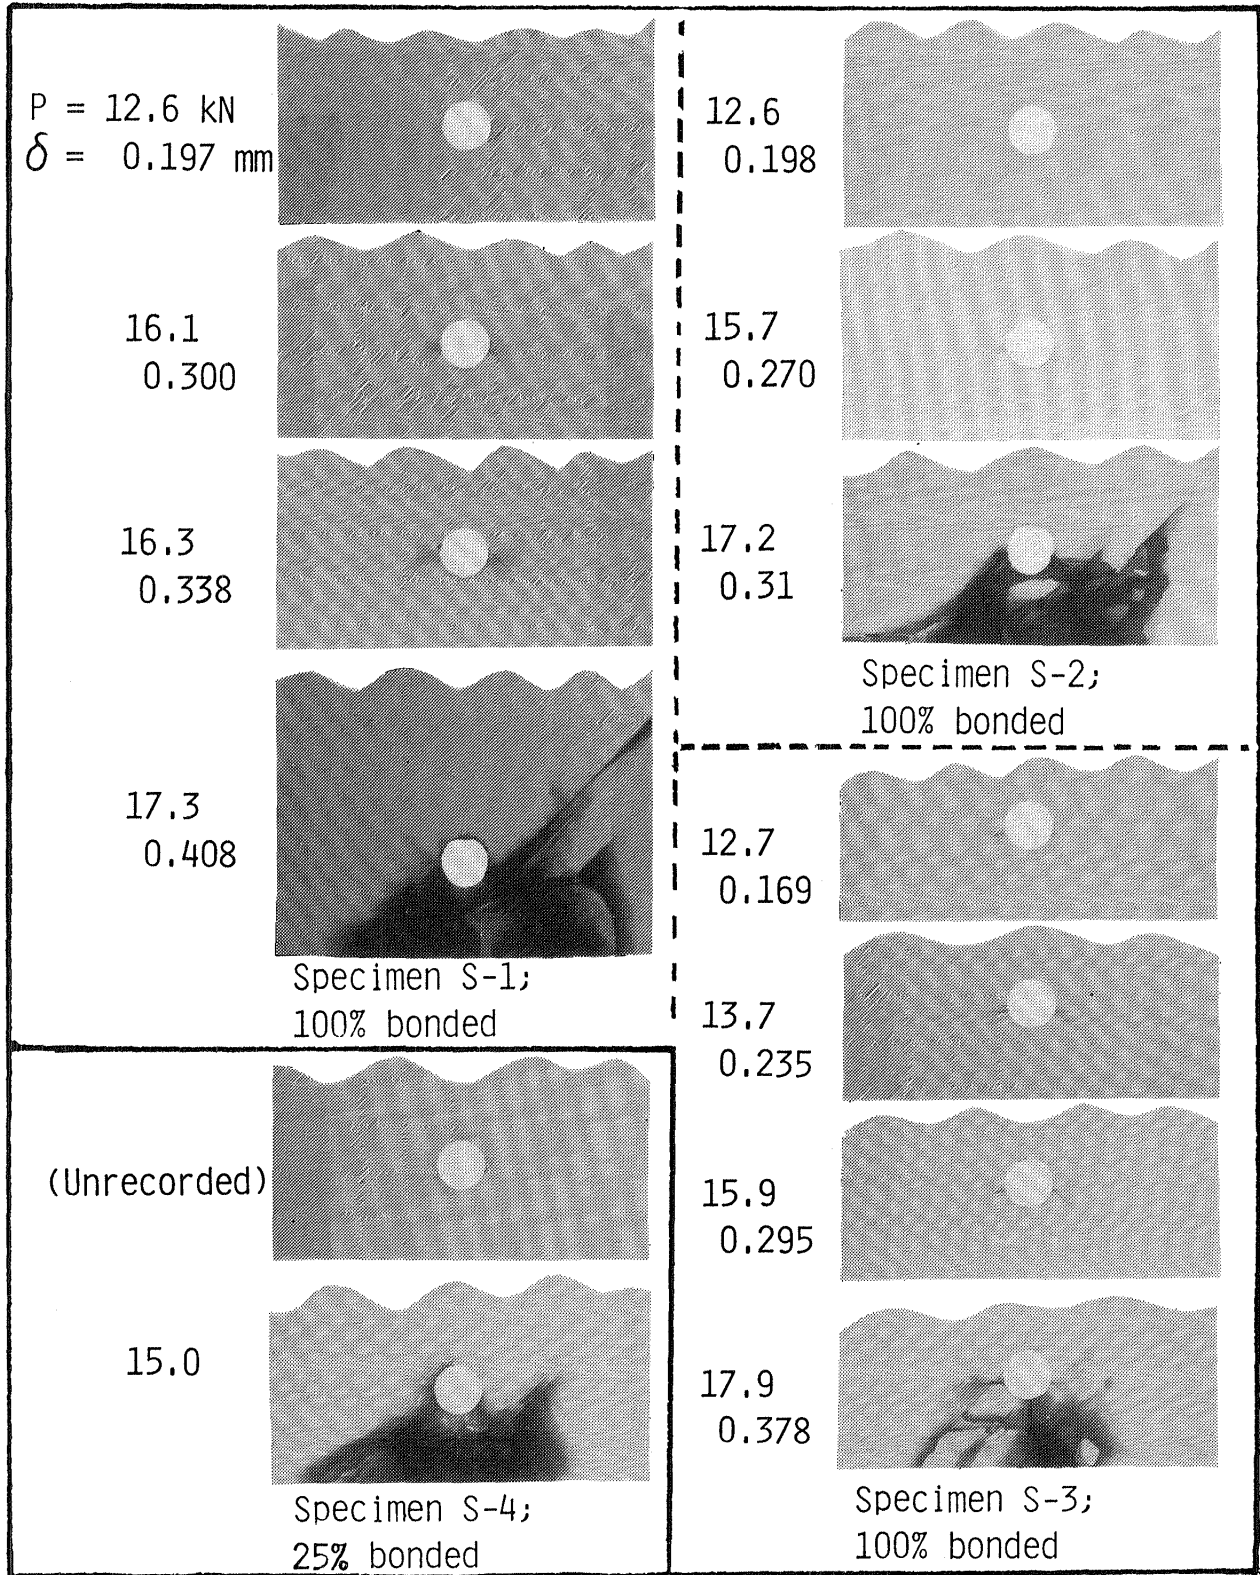 P = 12.6 kN
δ = 0.197 mm
16.1
0.300
16.3
0.338
17.3
0.408
Specimen S-1;
100% bonded
12.6
0.198
15.7
0.270
17.2
0.31
Specimen S-2;
100% bonded
12.7
0.169
13.7
0.235
15.9
0.295
17.9
0.378
Specimen S-3;
100% bonded
(Unrecorded)
15.0
Specimen S-4;
25% bonded